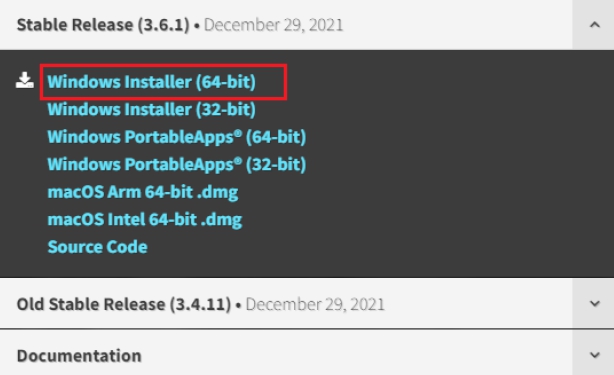 Stable Release (3.6.1) • December 29, 2021
Windows Installer (64-bit)
Windows Installer (32-bit)
Windows PortableApps® (64-bit)
Windows PortableApps® (32-bit)
macOS Arm 64-bit .dmg
macOS Intel 64-bit .dmg
Source Code
Old Stable Release (3.4.11) • December 29, 2021
Documentation